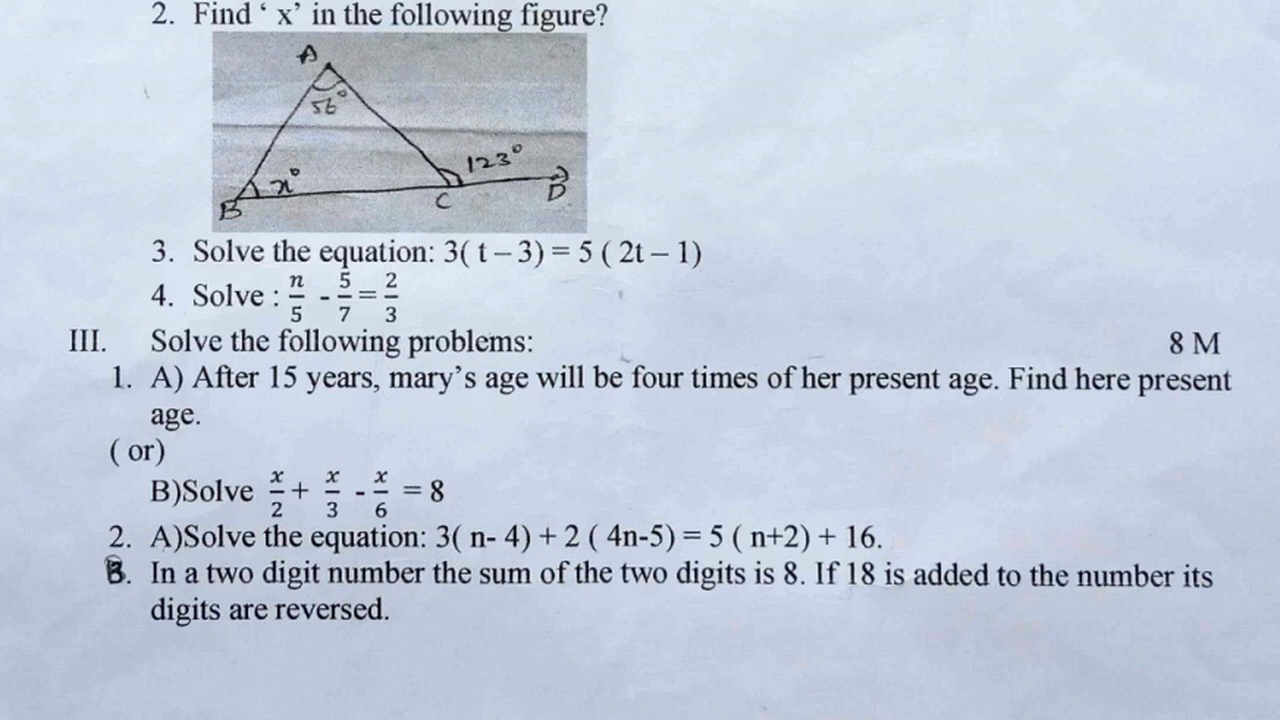 2. Find ‘ x’ in the following figure?
A
56°
123°
x°
B
C
D
3. Solve the equation: 3( t – 3) = 5 ( 2t – 1)
4. Solve : n/5 - 5/7 = 2/3
III. Solve the following problems: 8 M
1. A) After 15 years, mary’s age will be four times of her present age. Find here present
age.
( or)
B)Solve x/2 + x/3 - x/6 = 8
2. A)Solve the equation: 3( n- 4) + 2 ( 4n-5) = 5 ( n+2) + 16.
B. In a two digit number the sum of the two digits is 8. If 18 is added to the number its
digits are reversed.